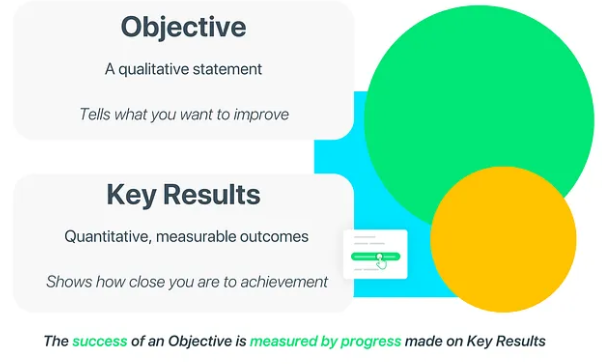 Objective
A qualitative statement
Tells what you want to improve
Key Results
Quantitative, measurable outcomes
Shows how close you are to achievement
The success of an Objective is measured by progress made on Key Results